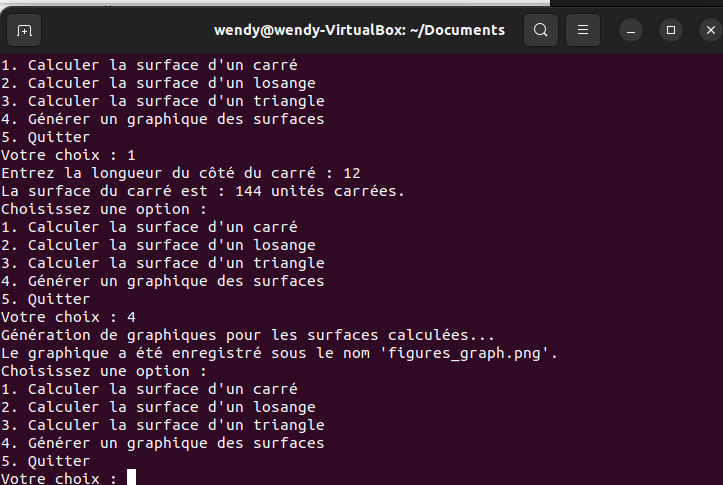 wendy@wendy-VirtualBox: ~/Documents
1. Calculer la surface d'un carré
2. Calculer la surface d'un losange
3. Calculer la surface d'un triangle
4. Générer un graphique des surfaces
5. Quitter
Votre choix : 1
Entrez la longueur du côté du carré : 12
La surface du carré est : 144 unités carrées.
Choisissez une option :
1. Calculer la surface d'un carré
2. Calculer la surface d'un losange
3. Calculer la surface d'un triangle
4. Générer un graphique des surfaces
5. Quitter
Votre choix : 4
Génération de graphiques pour les surfaces calculées...
Le graphique a été enregistré sous le nom 'figures_graph.png'.
Choisissez une option :
1. Calculer la surface d'un carré
2. Calculer la surface d'un losange
3. Calculer la surface d'un triangle
4. Générer un graphique des surfaces
5. Quitter
Votre choix :